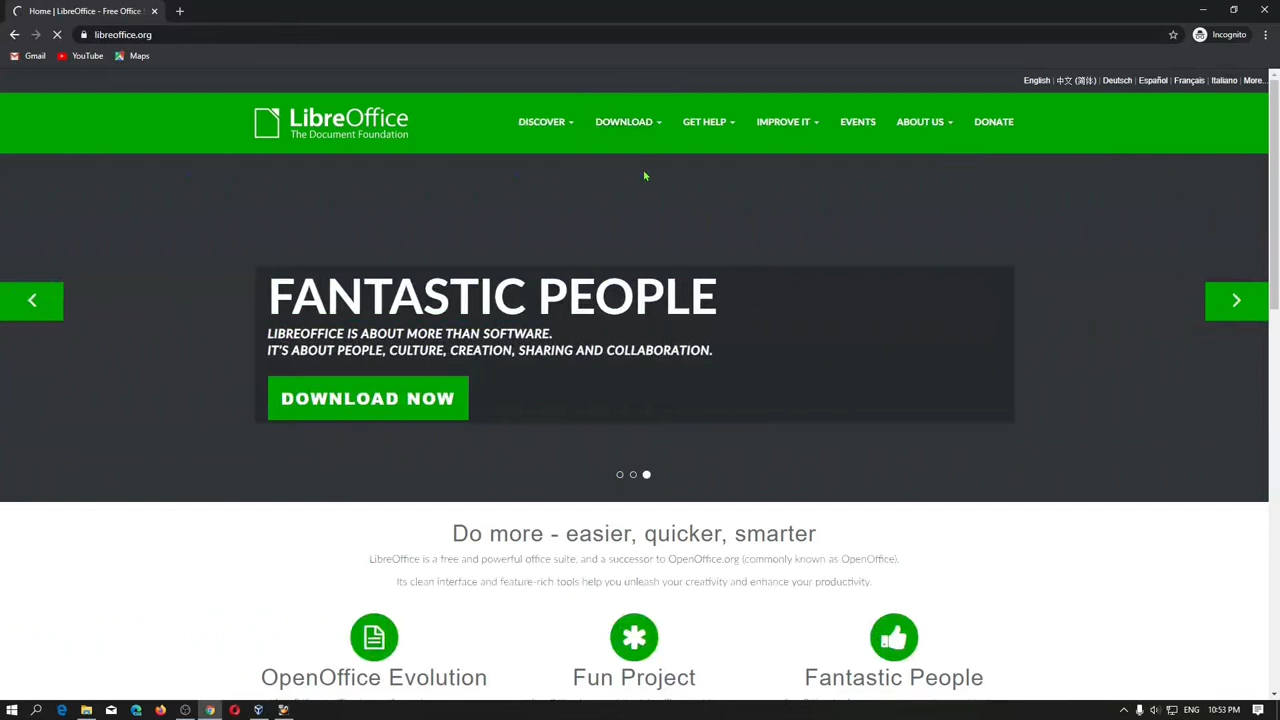 Home | LibreOffice - Free Office
libreoffice.org
Incognito
Gmail
YouTube
Maps
English | 中文 (简体) | Deutsch | Español | Français | Italiano | More...
LibreOffice
The Document Foundation
DISCOVER
DOWNLOAD
GET HELP
IMPROVE IT
EVENTS
ABOUT US
DONATE
FANTASTIC PEOPLE
LIBREOFFICE IS ABOUT MORE THAN SOFTWARE.
IT'S ABOUT PEOPLE, CULTURE, CREATION, SHARING AND COLLABORATION.
DOWNLOAD NOW
Do more - easier, quicker, smarter
LibreOffice is a free and powerful office suite, and a successor to OpenOffice.org (commonly known as OpenOffice).
Its clean interface and feature-rich tools help you unleash your creativity and enhance your productivity.
OpenOffice Evolution
Fun Project
Fantastic People
ENG
10:53 PM